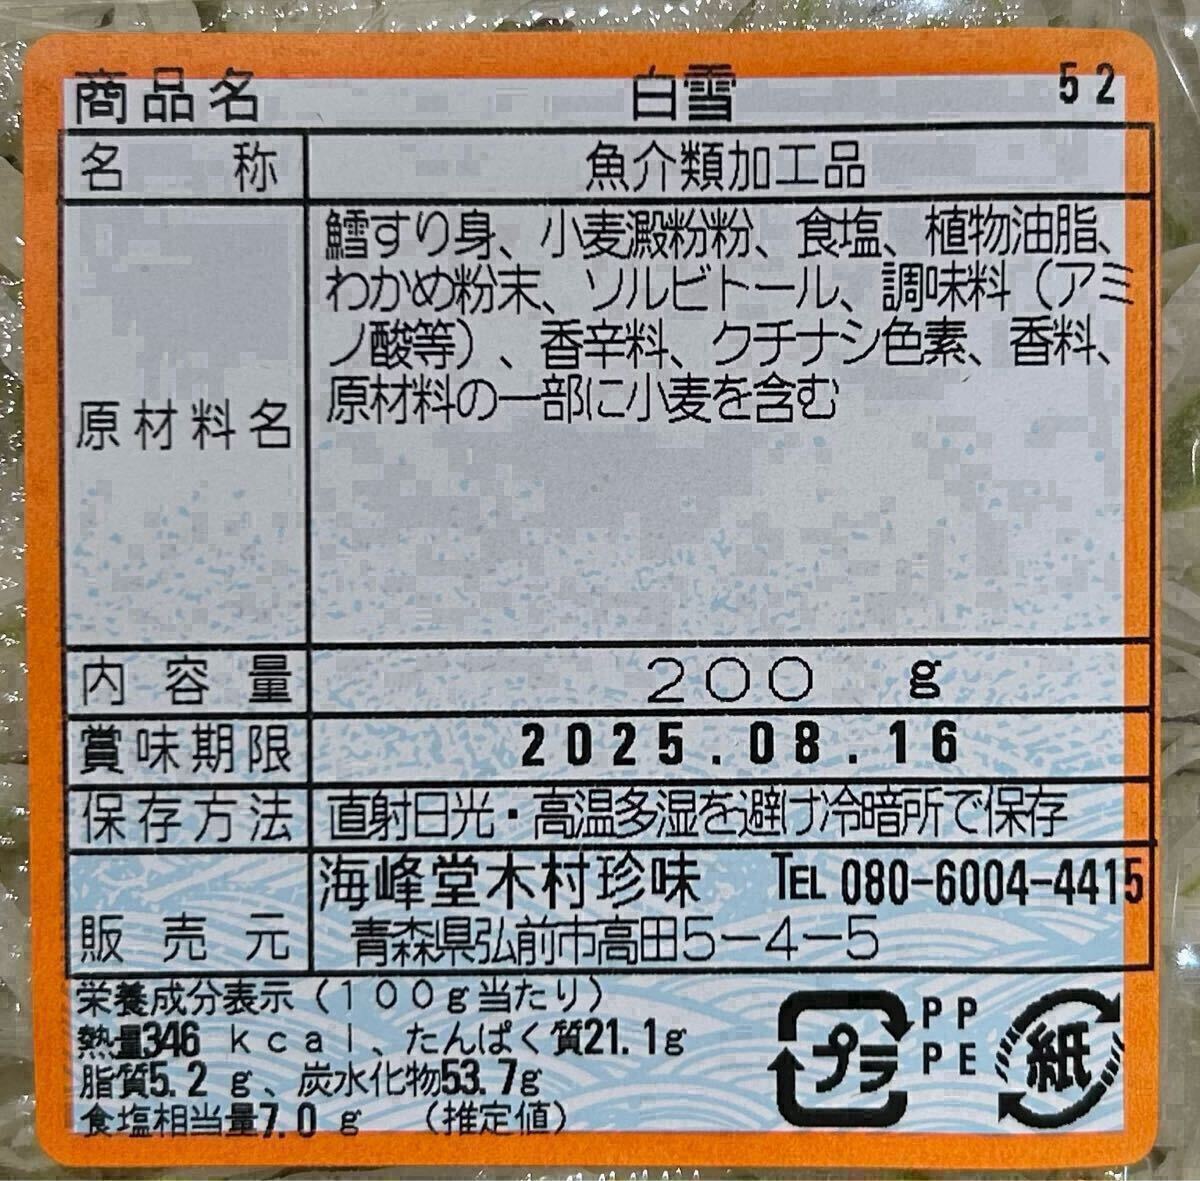 商品名 白雪 52
名称 魚介類加工品
原材料名 鱈すり身、小麦澱粉粉、食塩、植物油脂、
わかめ粉末、ソルビトール、調味料（アミ
ノ酸等）、香辛料、クチナシ色素、香料、
原材料の一部に小麦を含む
内容量 200 g
賞味期限 2025.08.16
保存方法 直射日光・高温多湿を避け冷暗所で保存
販売元 海峰堂木村珍味 TEL 080-6004-4415
青森県弘前市高田5-4-5
栄養成分表示（100g当たり）
熱量346 kcal、たんぱく質21.1g
脂質5.2 g、炭水化物53.7g
食塩相当量7.0 g （推定値）
プラ PP
PE
紙